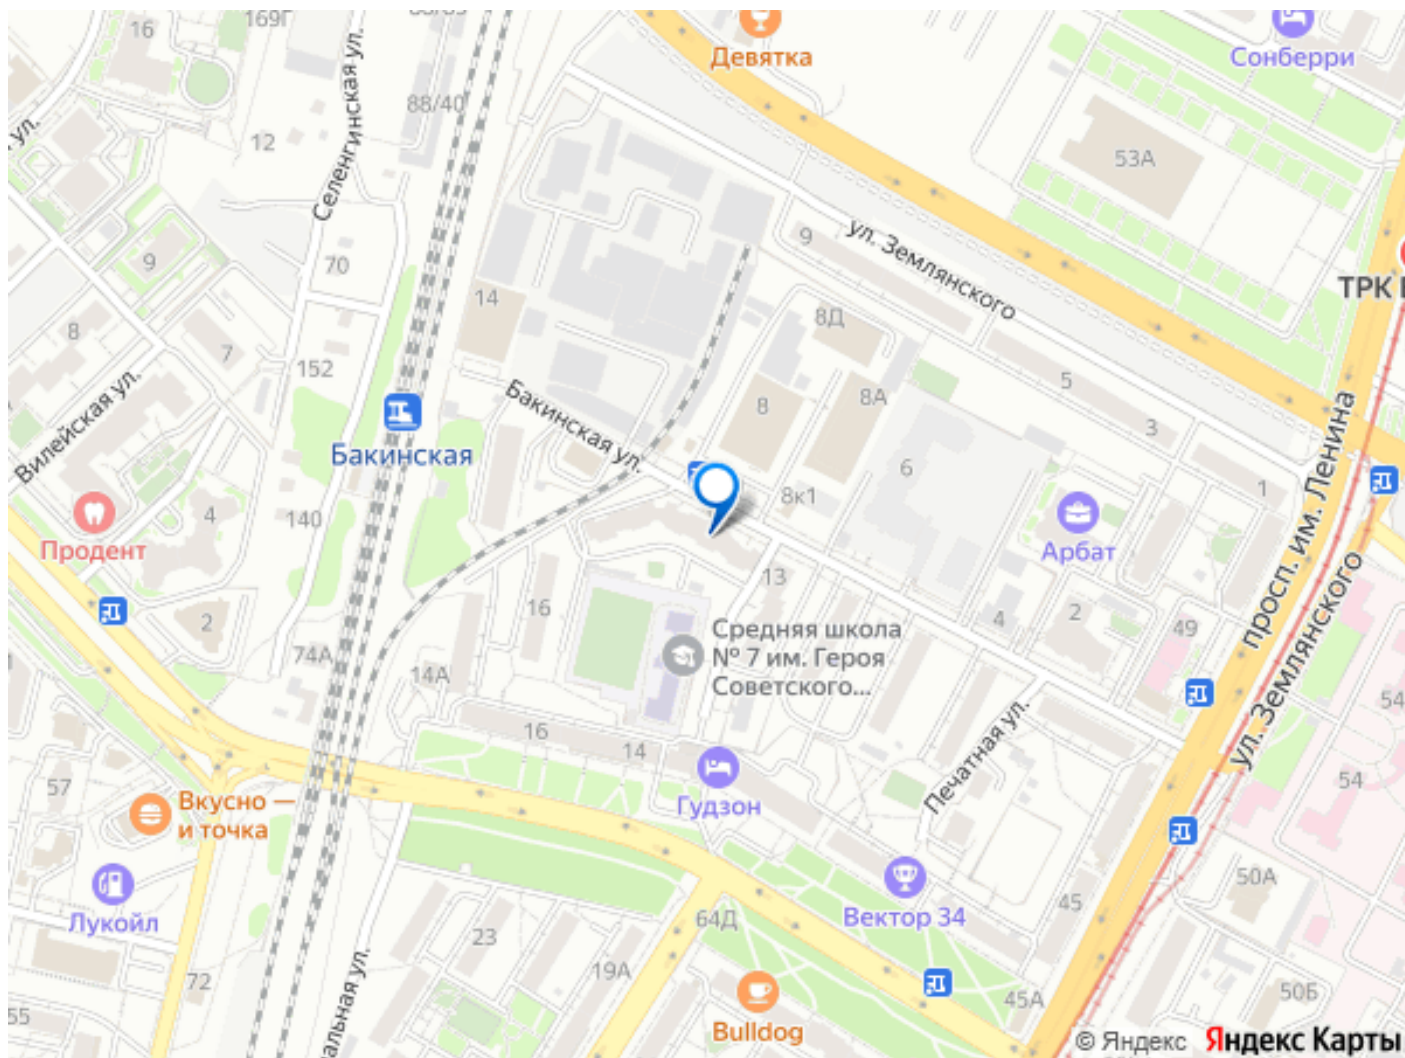 16
169Г
88/89
Девятка
Сонберри
Селенгинская ул.
88/40
ул.
12
53А
9
ул. Землянского
9
70
ТРК
14
8Д
8
7
152
5
Вилейская ул.
Бакинская ул.
8
8А
3
Бакинская
6
1
просп. им. Ленина
8к1
Продент
4
140
Арбат
13
16
2
4
2
49
Средняя школа
№ 7 им. Героя
Советского...
74А
14А
54
ул. Землянского
16
14
Печатная ул.
57
Вкусно —
и точка
Гудзон
54
50А
Лукойл
Вектор 34
45
64Д
23
19А
72
45А
50Б
55
альная ул.
Bulldog
© Яндекс Яндекс Карты